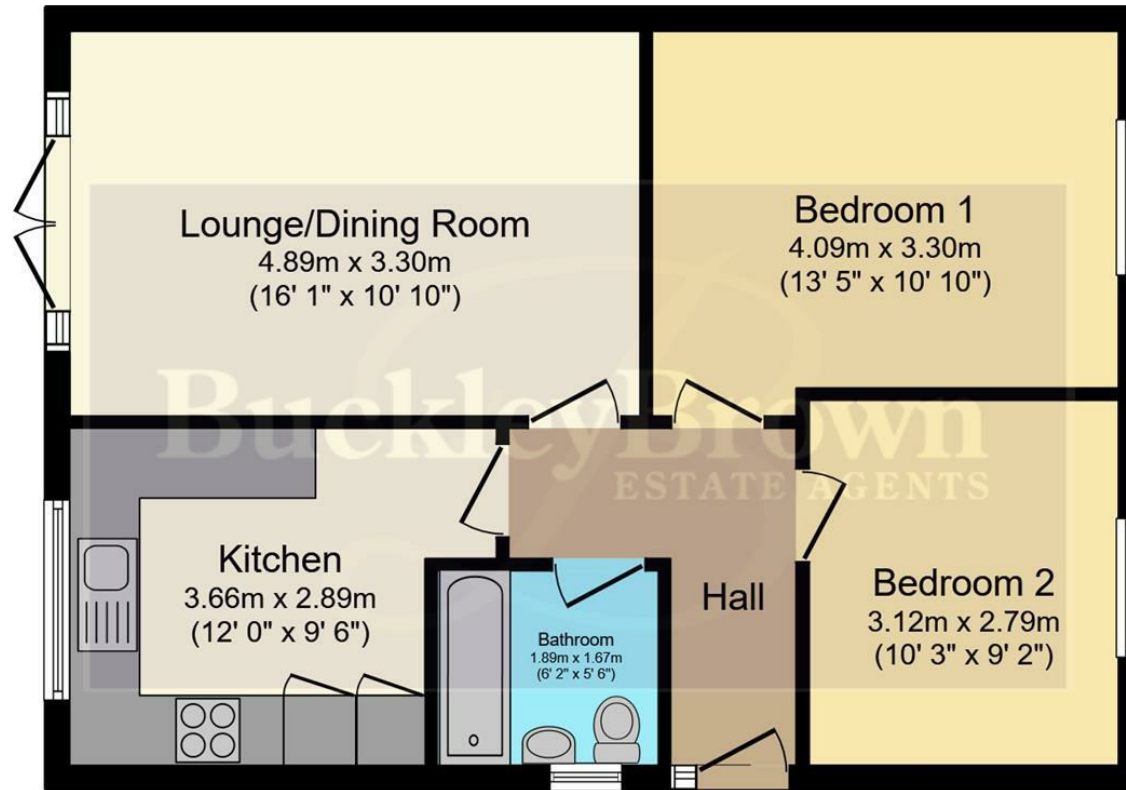 Lounge/Dining Room
4.89m x 3.30m
(16' 1" x 10' 10")
Bedroom 1
4.09m x 3.30m
(13' 5" x 10' 10")
BuckleyBrown
ESTATE AGENTS
Kitchen
3.66m x 2.89m
(12' 0" x 9' 6")
Bathroom
1.89m x 1.67m
(6' 2" x 5' 6")
Hall
Bedroom 2
3.12m x 2.79m
(10' 3" x 9' 2")